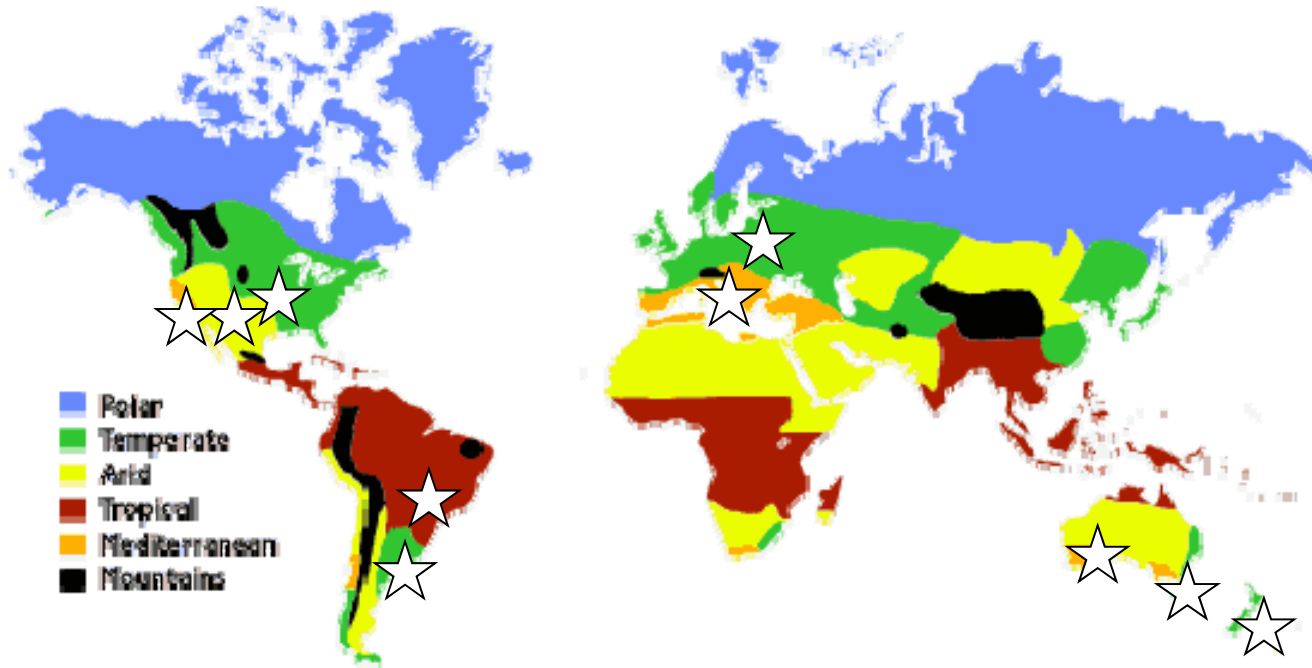 Polar
Temperate
Arid
Tropical
Mediterranean
Mountains